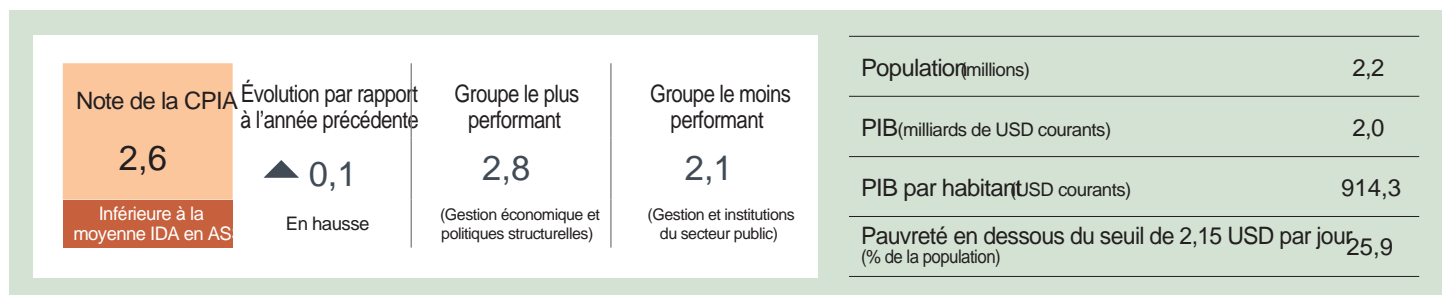 Note de la CPIA
2,6
Inférieure à la
moyenne IDA en AS
Évolution par rapport
à l'année précédente
0,1
En hausse
Groupe le plus
performant
2,8
(Gestion économique et
politiques structurelles)
Groupe le moins
performant
2,1
(Gestion et institutions
du secteur public)
Population (millions) 2,2
PIB (milliards de USD courants) 2,0
PIB par habitant (USD courants) 914,3
Pauvreté en dessous du seuil de 2,15 USD par jour 25,9
(% de la population)